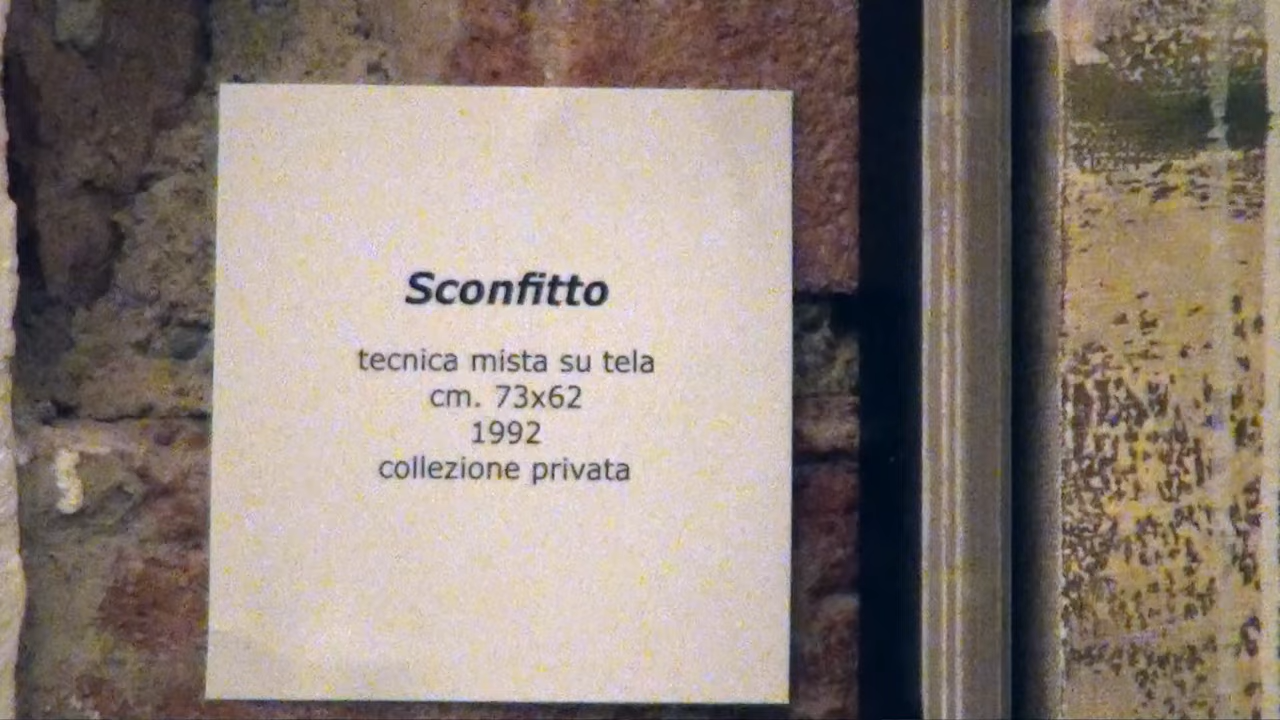 Sconfitto
tecnica mista su tela
cm. 73x62
1992
collezione privata